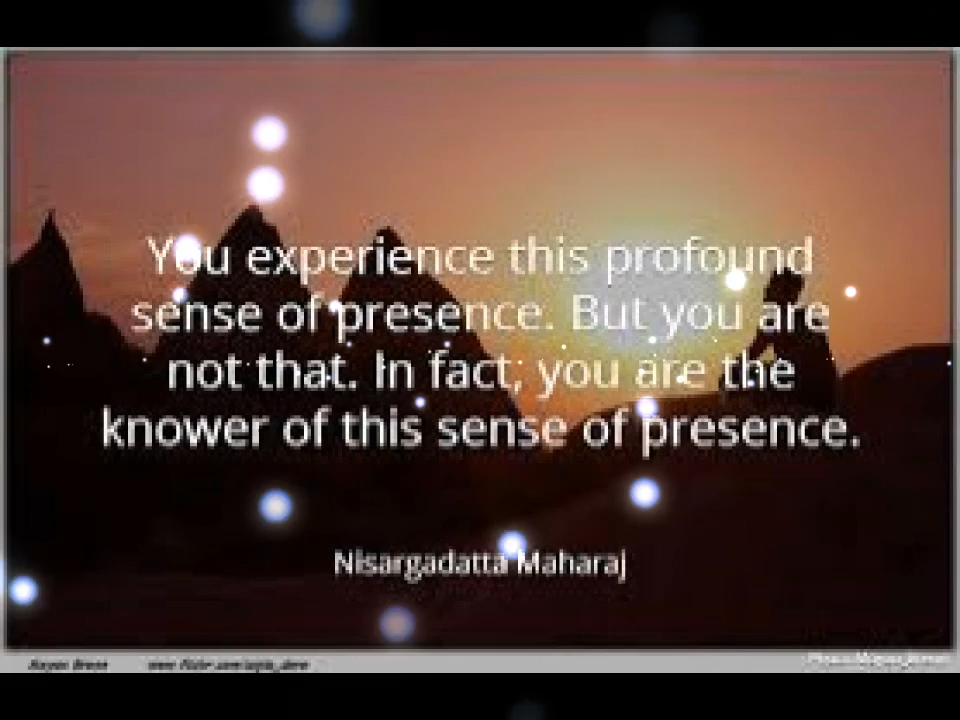 You experience this profound
sense of presence. But you are
not that. In fact, you are the
knower of this sense of presence.
Nisargadatta Maharaj